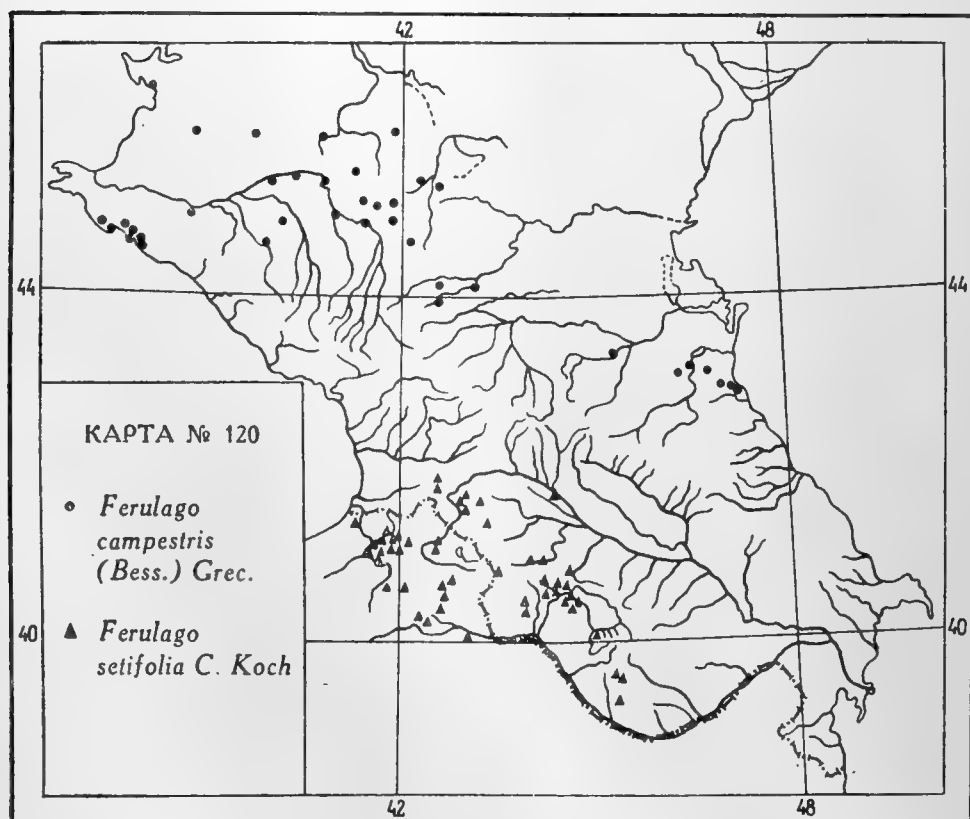 42 48
44 44
КАРТА № 120
Ferulago
campestris
(Bess.) Grec.
Ferulago
setifolia C. Koch
40 40
42 48